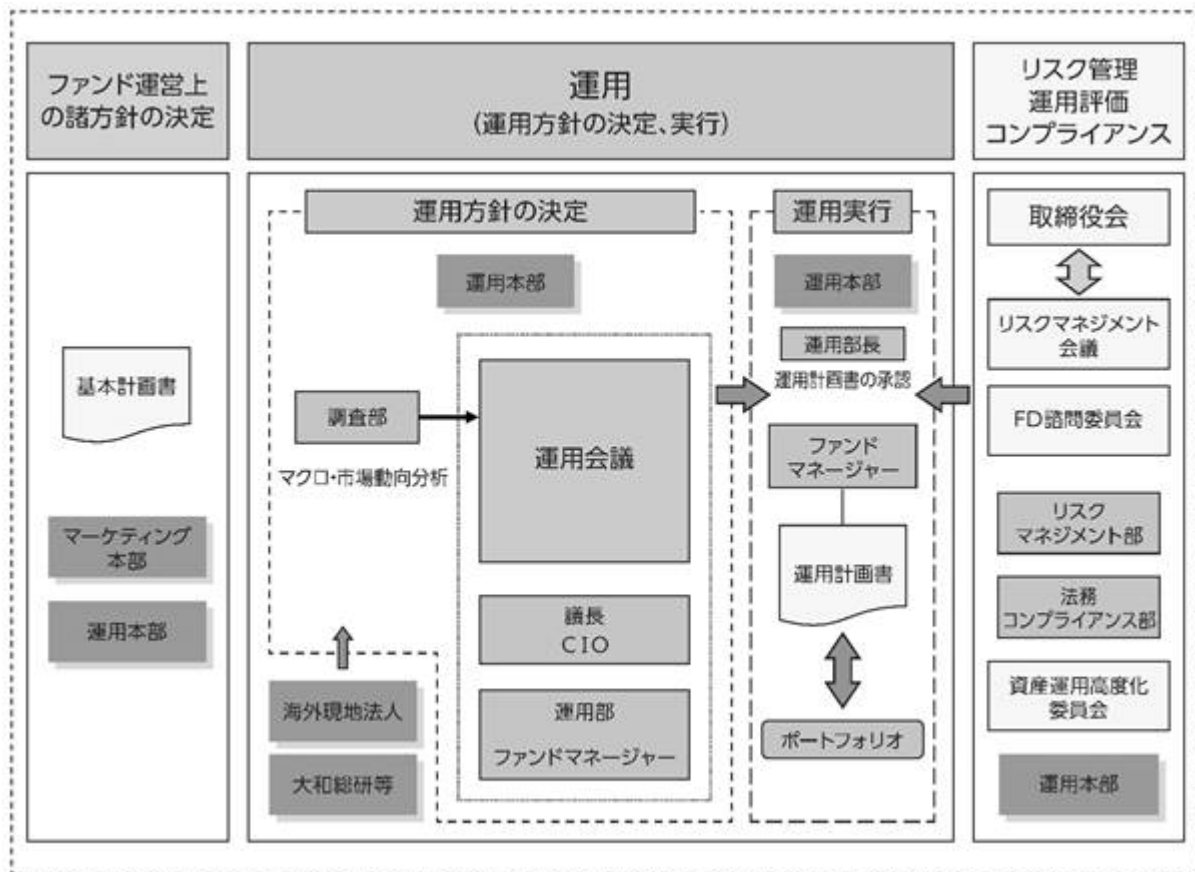 ファンド運営上
の諸方針の決定
運用
(運用方針の決定、実行)
リスク管理
運用評価
コンプライアンス
基本計画書
マーケティング
本部
運用本部
運用方針の決定
運用本部
調査部
マクロ・市場動向分析
運用会議
議長
CIO
運用部
ファンドマネージャー
海外現地法人
大和総研等
運用実行
運用本部
運用部長
運用計画書の承認
ファンド
マネージャー
運用計画書
ポートフォリオ
取締役会
リスクマネジメント
会議
FD諮問委員会
リスク
マネジメント部
法務
コンプライアンス部
資産運用高度化
委員会
運用本部